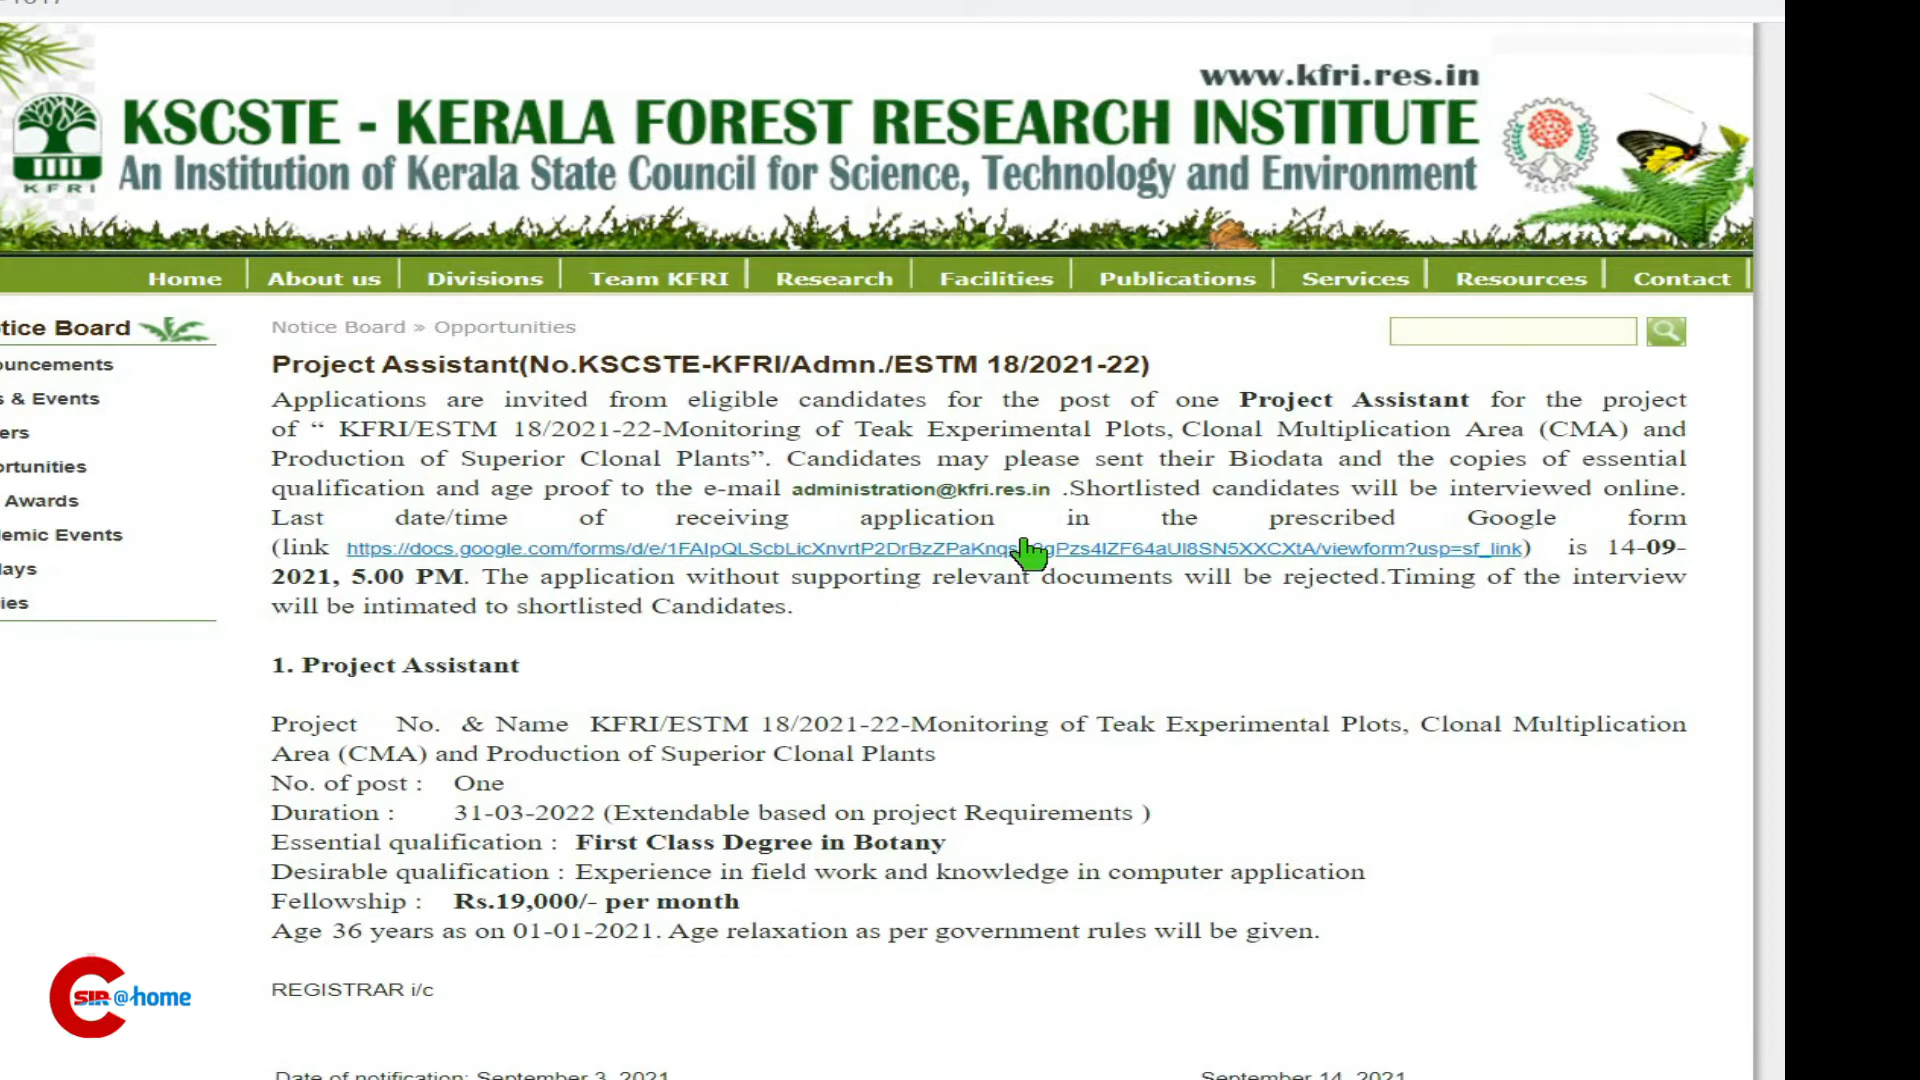 www.kfri.res.in
KSCSTE - KERALA FOREST RESEARCH INSTITUTE
An Institution of Kerala State Council for Science, Technology and Environment
KFRI
KSCSTE
Home About us Divisions Team KFRI Research Facilities Publications Services Resources Contact
tice Board
ouncements
s & Events
ers
ortunities
Awards
lemic Events
lays
ies
Notice Board » Opportunities
Project Assistant(No.KSCSTE-KFRI/Admn./ESTM 18/2021-22)
Applications are invited from eligible candidates for the post of one Project Assistant for the project
of “ KFRI/ESTM 18/2021-22-Monitoring of Teak Experimental Plots, Clonal Multiplication Area (CMA) and
Production of Superior Clonal Plants”. Candidates may please sent their Biodata and the copies of essential
qualification and age proof to the e-mail administration@kfri.res.in .Shortlisted candidates will be interviewed online.
Last date/time of receiving application in the prescribed Google form
(link is 14-09-
2021, 5.00 PM. The application without supporting relevant documents will be rejected.Timing of the interview
will be intimated to shortlisted Candidates.
1. Project Assistant
Project No. & Name KFRI/ESTM 18/2021-22-Monitoring of Teak Experimental Plots, Clonal Multiplication
Area (CMA) and Production of Superior Clonal Plants
No. of post : One
Duration : 31-03-2022 (Extendable based on project Requirements )
Essential qualification : First Class Degree in Botany
Desirable qualification : Experience in field work and knowledge in computer application
Fellowship : Rs.19,000/- per month
Age 36 years as on 01-01-2021. Age relaxation as per government rules will be given.
REGISTRAR i/c
CSIR@home
Date of notification: September 3, 2021 September 14, 2021